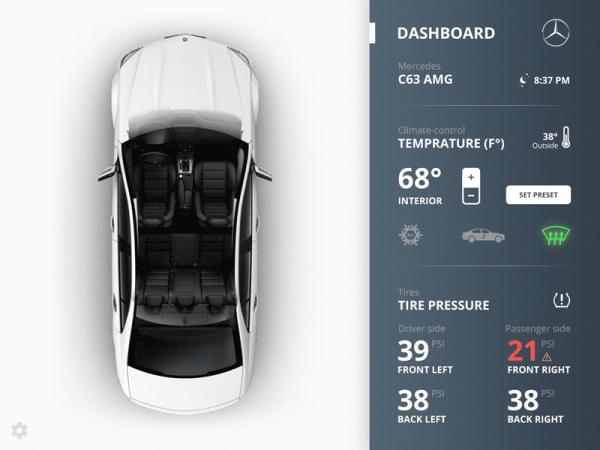 DASHBOARD
Mercedes
C63 AMG
8:37 PM
Climate-control
TEMPRATURE (F°)
38°
Outside
68°
INTERIOR
+
−
SET PRESET
Tires
TIRE PRESSURE
Driver side
Passenger side
39 PSI
21 PSI
FRONT LEFT
FRONT RIGHT
38 PSI
38 PSI
BACK LEFT
BACK RIGHT